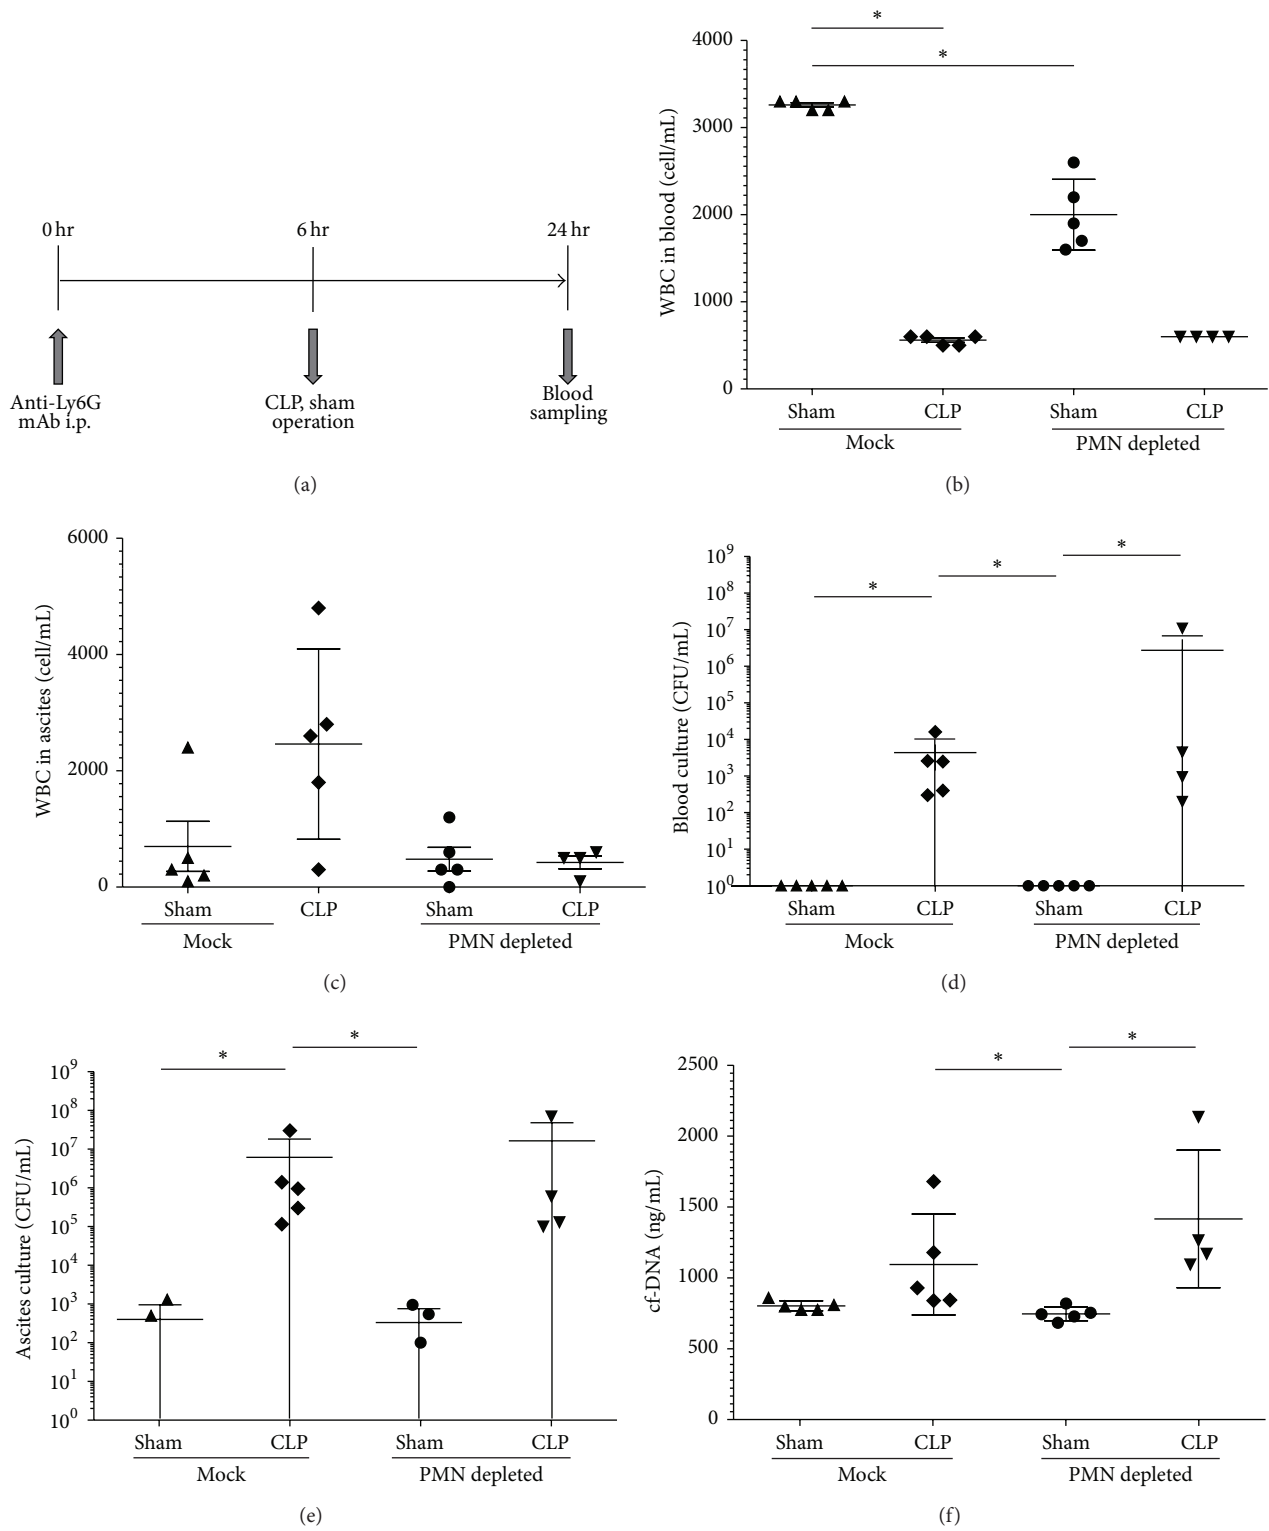 0 hr
6 hr
24 hr
Anti-Ly6G
mAb i.p.
CLP, sham
operation
Blood
sampling
(a)
*
*
4000
3000
2000
1000
0
WBC in blood (cell/mL)
Sham
CLP
Sham
CLP
Mock
PMN depleted
(b)
6000
4000
2000
0
WBC in ascites (cell/mL)
Sham
CLP
Sham
CLP
Mock
PMN depleted
(c)
*
*
*
10⁹
10⁸
10⁷
10⁶
10⁵
10⁴
10³
10²
10¹
10⁰
Blood culture (CFU/mL)
Sham
CLP
Sham
CLP
Mock
PMN depleted
(d)
*
*
10⁹
10⁸
10⁷
10⁶
10⁵
10⁴
10³
10²
10¹
10⁰
Ascites culture (CFU/mL)
Sham
CLP
Sham
CLP
Mock
PMN depleted
(e)
*
*
2500
2000
1500
1000
500
0
cf-DNA (ng/mL)
Sham
CLP
Sham
CLP
Mock
PMN depleted
(f)